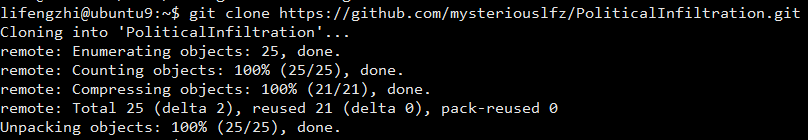 lifengzhi@ubuntu9:~$ git clone https://github.com/mysteriouslfz/PoliticalInfiltration.git
Cloning into 'PoliticalInfiltration'...
remote: Enumerating objects: 25, done.
remote: Counting objects: 100% (25/25), done.
remote: Compressing objects: 100% (21/21), done.
remote: Total 25 (delta 2), reused 21 (delta 0), pack-reused 0
Unpacking objects: 100% (25/25), done.